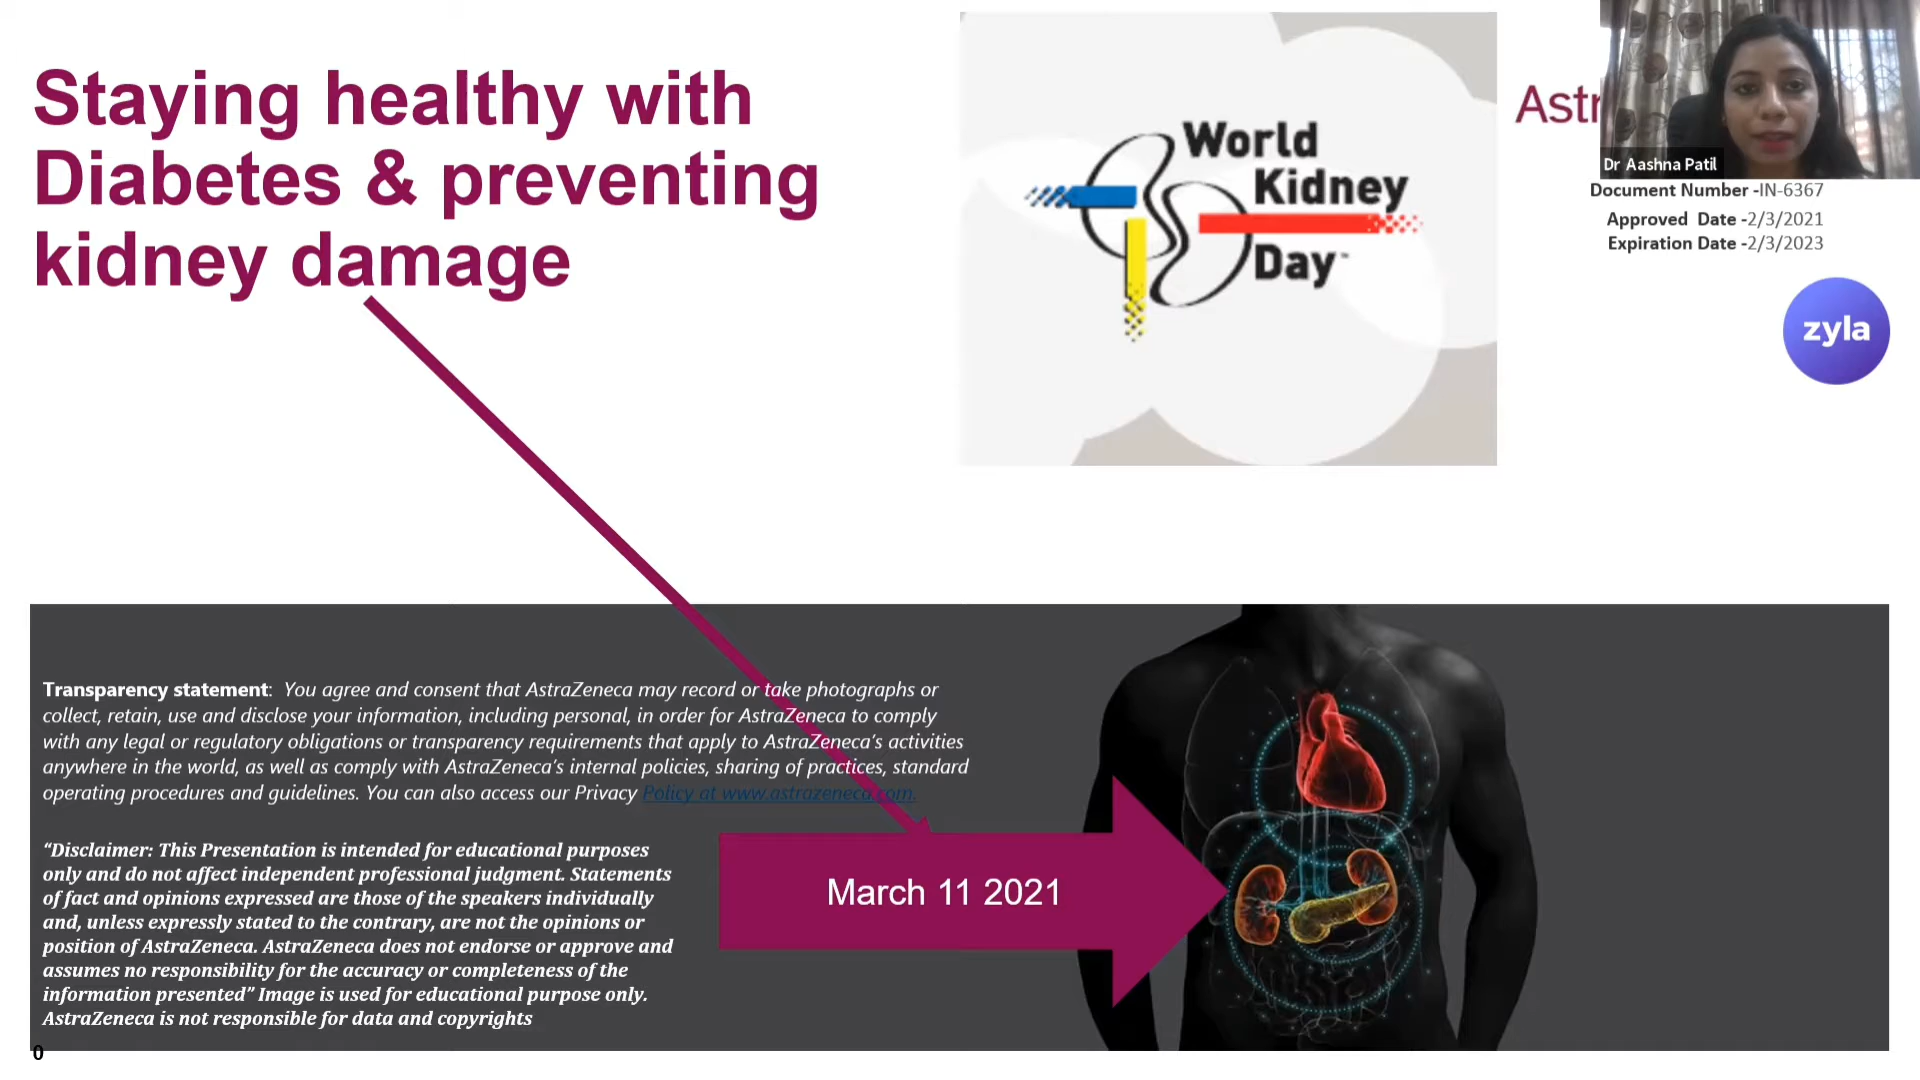 Staying healthy with
Diabetes & preventing
kidney damage
World
Kidney
Day™
Astr
Dr Aashna Patil
Document Number -IN-6367
Approved Date -2/3/2021
Expiration Date -2/3/2023
zyla
Transparency statement: You agree and consent that AstraZeneca may record or take photographs or
collect, retain, use and disclose your information, including personal, in order for AstraZeneca to comply
with any legal or regulatory obligations or transparency requirements that apply to AstraZeneca's activities
anywhere in the world, as well as comply with AstraZeneca's internal policies, sharing of practices, standard
operating procedures and guidelines. You can also access our Privacy Policy at www.astrazeneca.com.
“Disclaimer: This Presentation is intended for educational purposes
only and do not affect independent professional judgment. Statements
of fact and opinions expressed are those of the speakers individually
and, unless expressly stated to the contrary, are not the opinions or
position of AstraZeneca. AstraZeneca does not endorse or approve and
assumes no responsibility for the accuracy or completeness of the
information presented” Image is used for educational purpose only.
AstraZeneca is not responsible for data and copyrights
March 11 2021
0